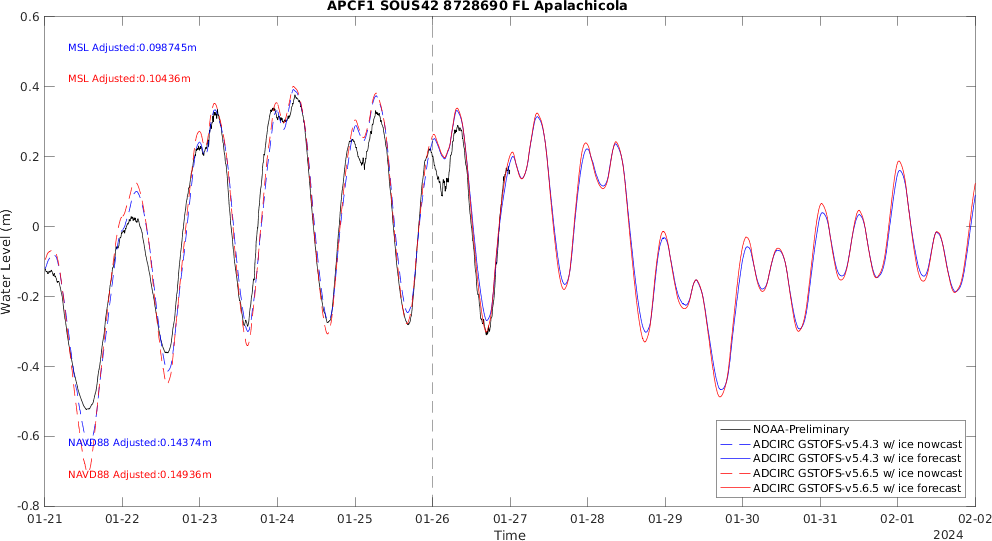 APCF1 SOUS42 8728690 FL Apalachicola
0.6
MSL Adjusted:0.098745m
MSL Adjusted:0.10436m
0.4
0.2
0
-0.2
-0.4
-0.6
-0.8
Water Level (m)
NAVD88 Adjusted:0.14374m
NAVD88 Adjusted:0.14936m
NOAA-Preliminary
ADCIRC GSTOFS-v5.4.3 w/ ice nowcast
ADCIRC GSTOFS-v5.4.3 w/ ice forecast
ADCIRC GSTOFS-v5.6.5 w/ ice nowcast
ADCIRC GSTOFS-v5.6.5 w/ ice forecast
01-21 01-22 01-23 01-24 01-25 01-26 01-27 01-28 01-29 01-30 01-31 02-01 02-02
Time
2024